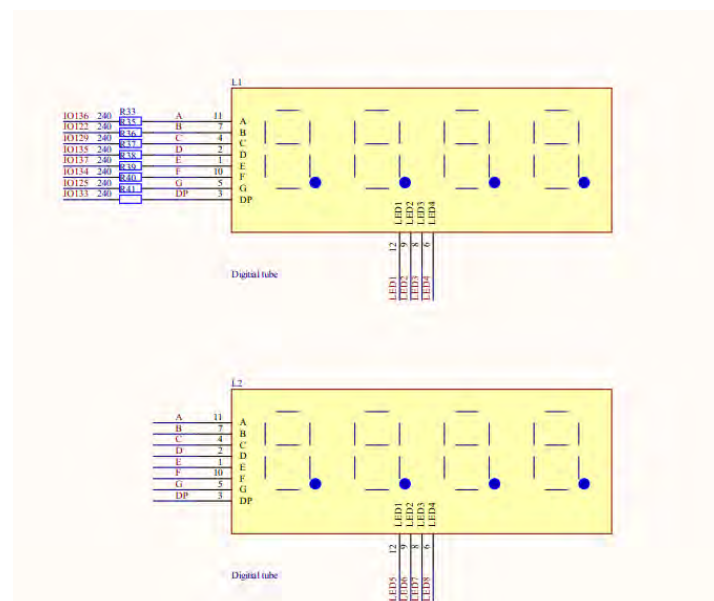 L1
R33
IO136 240 A 11 A
R35
IO122 240 B 7 B
R36
IO129 240 C 4 C
R37
IO135 240 D 2 D
R38
IO137 240 E 1 E
R39
IO134 240 F 10 F
R40
IO125 240 G 5 G
R41
IO133 240 DP 3 DP
LED1 LED2 LED3 LED4
12 9 8 6
LED1 LED2 LED3 LED4
Digitial tube
L2
A 11 A
B 7 B
C 4 C
D 2 D
E 1 E
F 10 F
G 5 G
DP 3 DP
LED1 LED2 LED3 LED4
12 9 8 6
LED5 LED6 LED7 LED8
Digitial tube